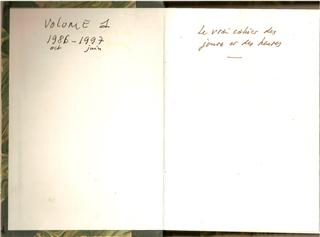 VOLUME 1
1986 - 1997
oct juin
Le vrai cahier des
jours et des heures